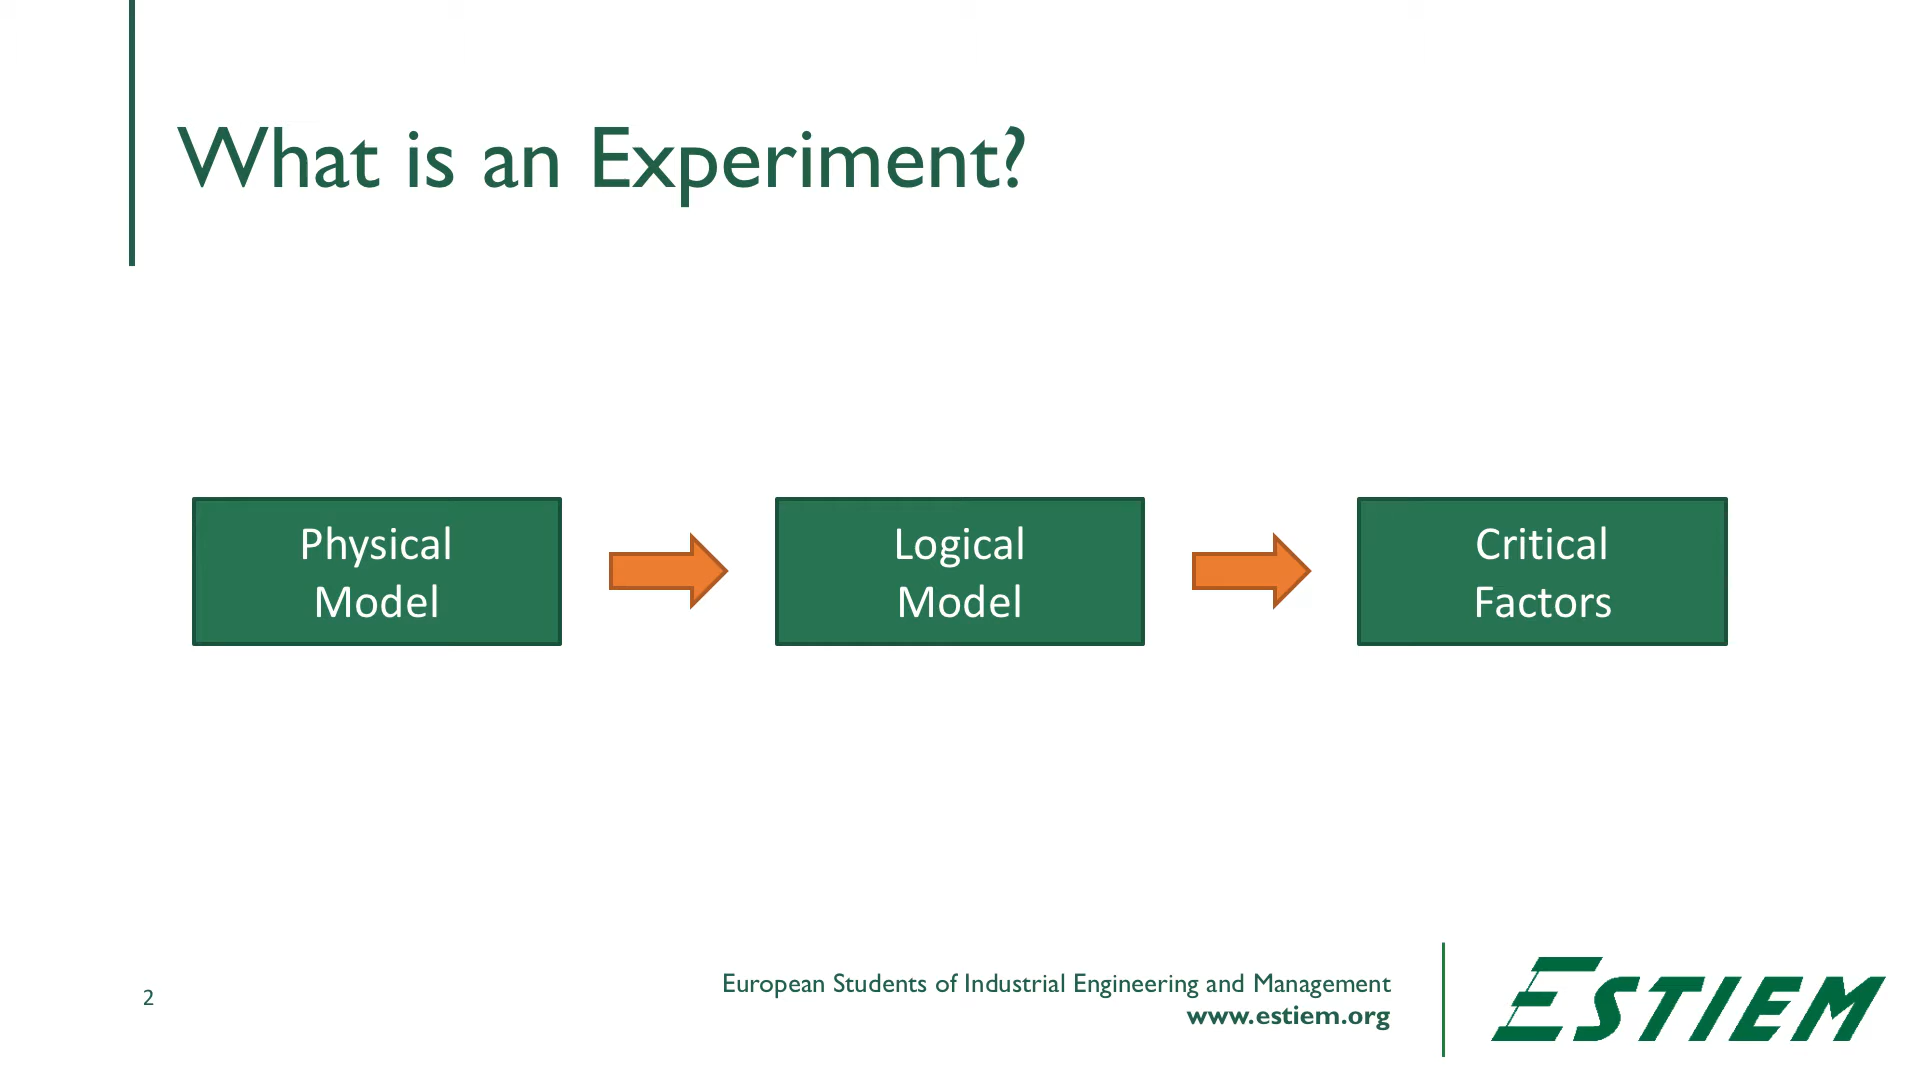 What is an Experiment?
Physical
Model
Logical
Model
Critical
Factors
2
European Students of Industrial Engineering and Management
www.estiem.org
ESTIEM